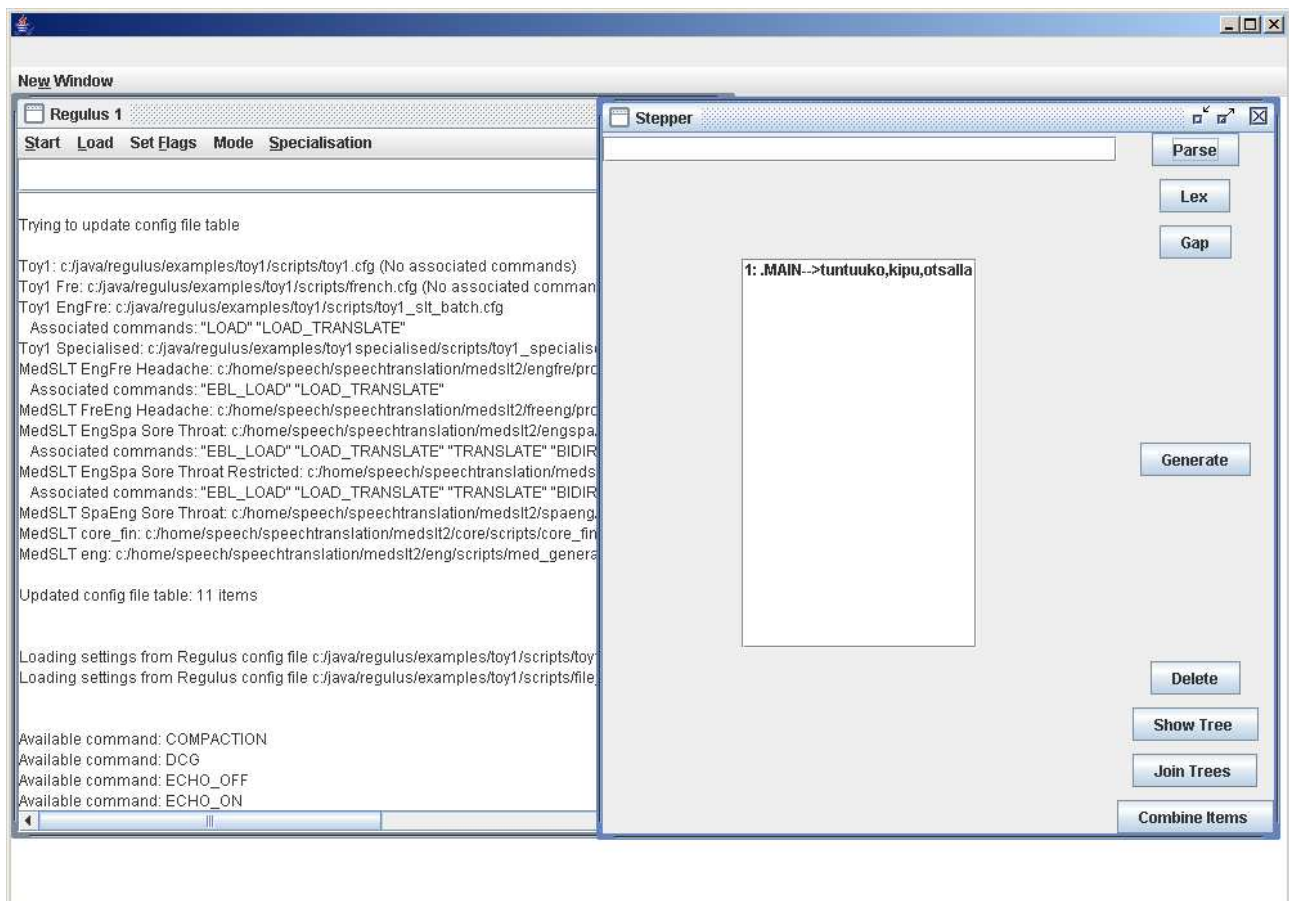 New Window
Regulus 1
Start Load Set Flags Mode Specialisation
Trying to update config file table
Toy1: c:/java/regulus/examples/toy1/scripts/toy1.cfg (No associated commands)
Toy1 Fre: c:/java/regulus/examples/toy1/scripts/french.cfg (No associated comman
Toy1 EngFre: c:/java/regulus/examples/toy1/scripts/toy1_slt_batch.cfg
Associated commands: "LOAD" "LOAD_TRANSLATE"
Toy1 Specialised: c:/java/regulus/examples/toy1specialised/scripts/toy1_specialise
MedSLT EngFre Headache: c:/home/speech/speechtranslation/medslt2/engfre/pro
Associated commands: "EBL_LOAD" "LOAD_TRANSLATE"
MedSLT FreEng Headache: c:/home/speech/speechtranslation/medslt2/freeng/pro
MedSLT EngSpa Sore Throat: c:/home/speech/speechtranslation/medslt2/engspa/
Associated commands: "EBL_LOAD" "LOAD_TRANSLATE" "TRANSLATE" "BIDIR
MedSLT EngSpa Sore Throat Restricted: c:/home/speech/speechtranslation/meds
Associated commands: "EBL_LOAD" "LOAD_TRANSLATE" "TRANSLATE" "BIDIR
MedSLT SpaEng Sore Throat: c:/home/speech/speechtranslation/medslt2/spaeng/
MedSLT core_fin: c:/home/speech/speechtranslation/medslt2/core/scripts/core_fin
MedSLT eng: c:/home/speech/speechtranslation/medslt2/eng/scripts/med_genera
Updated config file table: 11 items
Loading settings from Regulus config file c:/java/regulus/examples/toy1/scripts/toy
Loading settings from Regulus config file c:/java/regulus/examples/toy1/scripts/file_
Available command: COMPACTION
Available command: DCG
Available command: ECHO_OFF
Available command: ECHO_ON
Stepper
Parse
Lex
Gap
1: .MAIN-->tuntuuko,kipu,otsalla
Generate
Delete
Show Tree
Join Trees
Combine Items